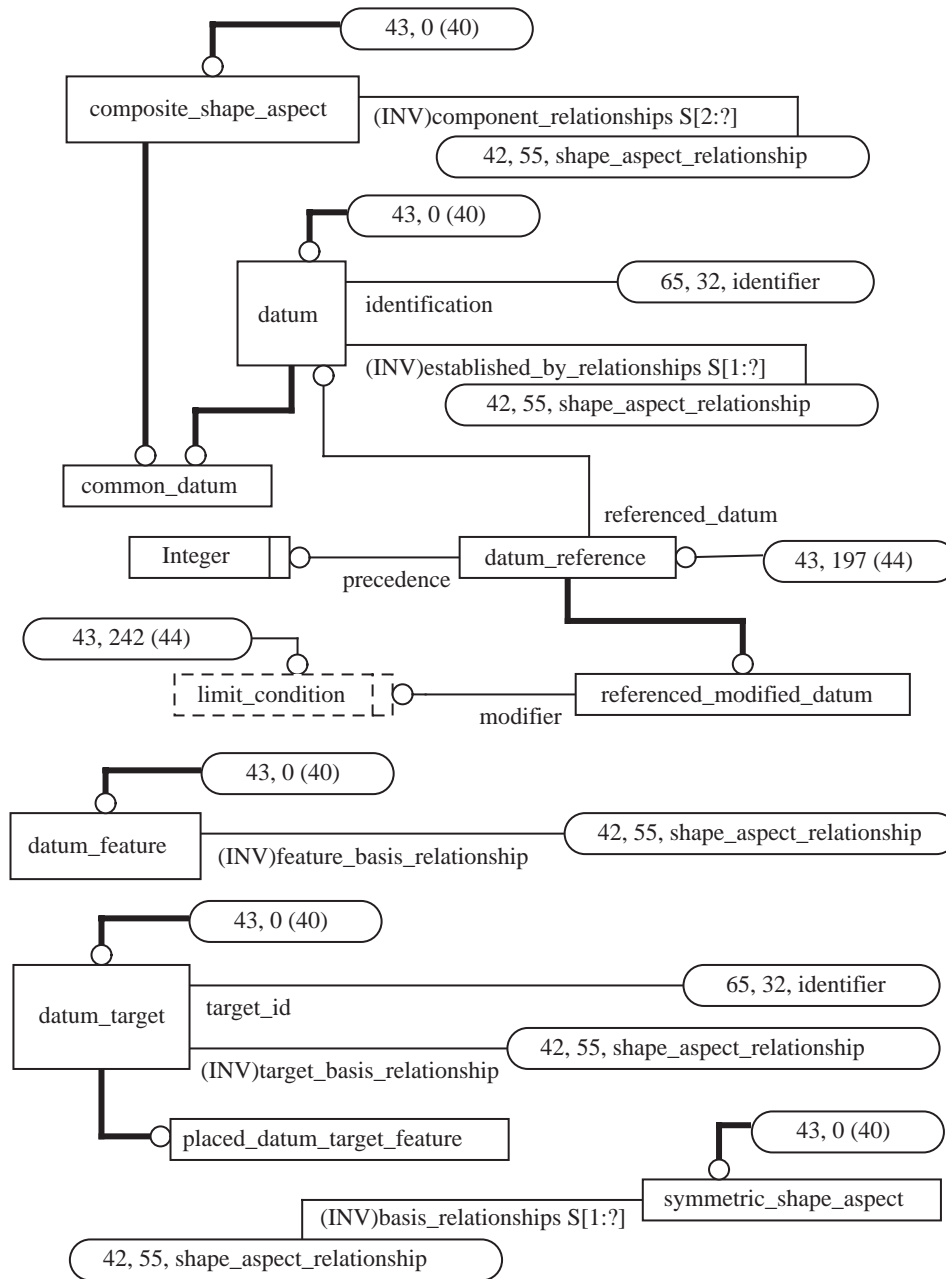 43, 0 (40)
composite_shape_aspect
(INV)component_relationships S[2:?]
42, 55, shape_aspect_relationship
43, 0 (40)
65, 32, identifier
datum
identification
(INV)established_by_relationships S[1:?]
42, 55, shape_aspect_relationship
common_datum
referenced_datum
Integer
datum_reference
43, 197 (44)
precedence
43, 242 (44)
limit_condition
referenced_modified_datum
modifier
43, 0 (40)
datum_feature
42, 55, shape_aspect_relationship
(INV)feature_basis_relationship
43, 0 (40)
65, 32, identifier
datum_target
target_id
42, 55, shape_aspect_relationship
(INV)target_basis_relationship
43, 0 (40)
placed_datum_target_feature
symmetric_shape_aspect
(INV)basis_relationships S[1:?]
42, 55, shape_aspect_relationship